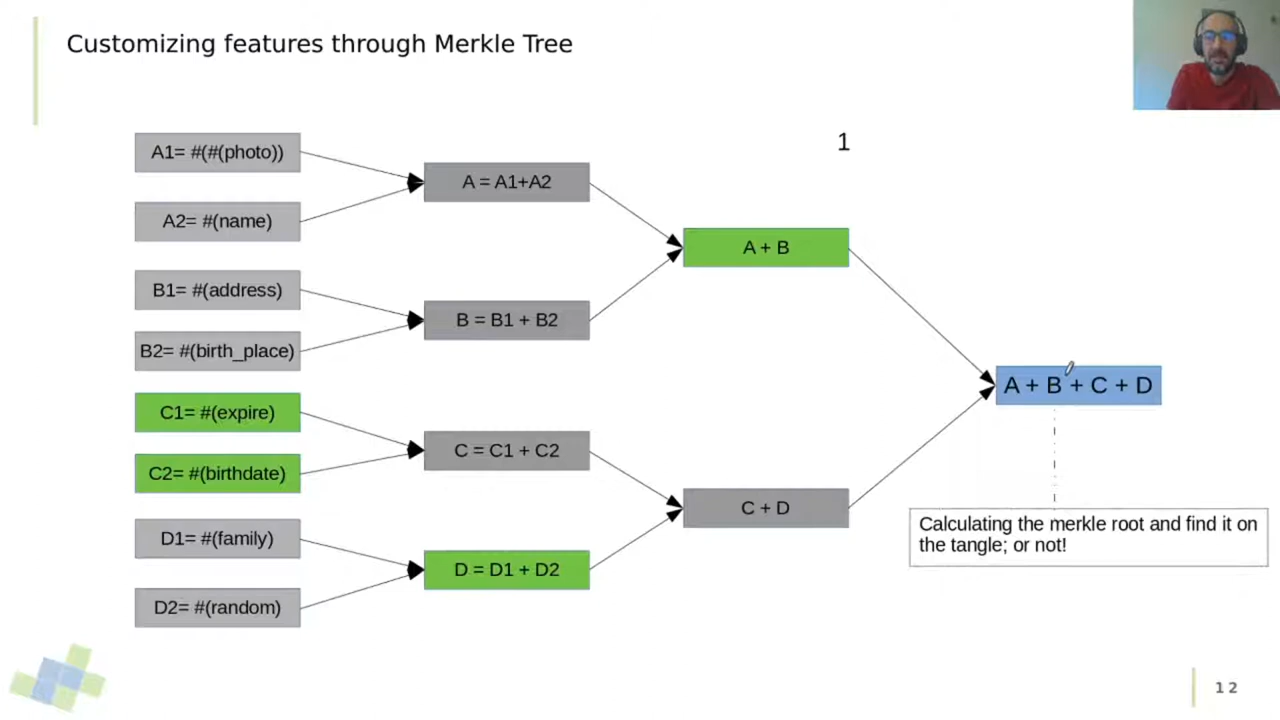 Customizing features through Merkle Tree
1
A1= #(#(photo))
A2= #(name)
B1= #(address)
B2= #(birth_place)
C1= #(expire)
C2= #(birthdate)
D1= #(family)
D2= #(random)
A = A1+A2
B = B1 + B2
C = C1 + C2
D = D1 + D2
A + B
C + D
A + B + C + D
Calculating the merkle root and find it on
the tangle; or not!
12